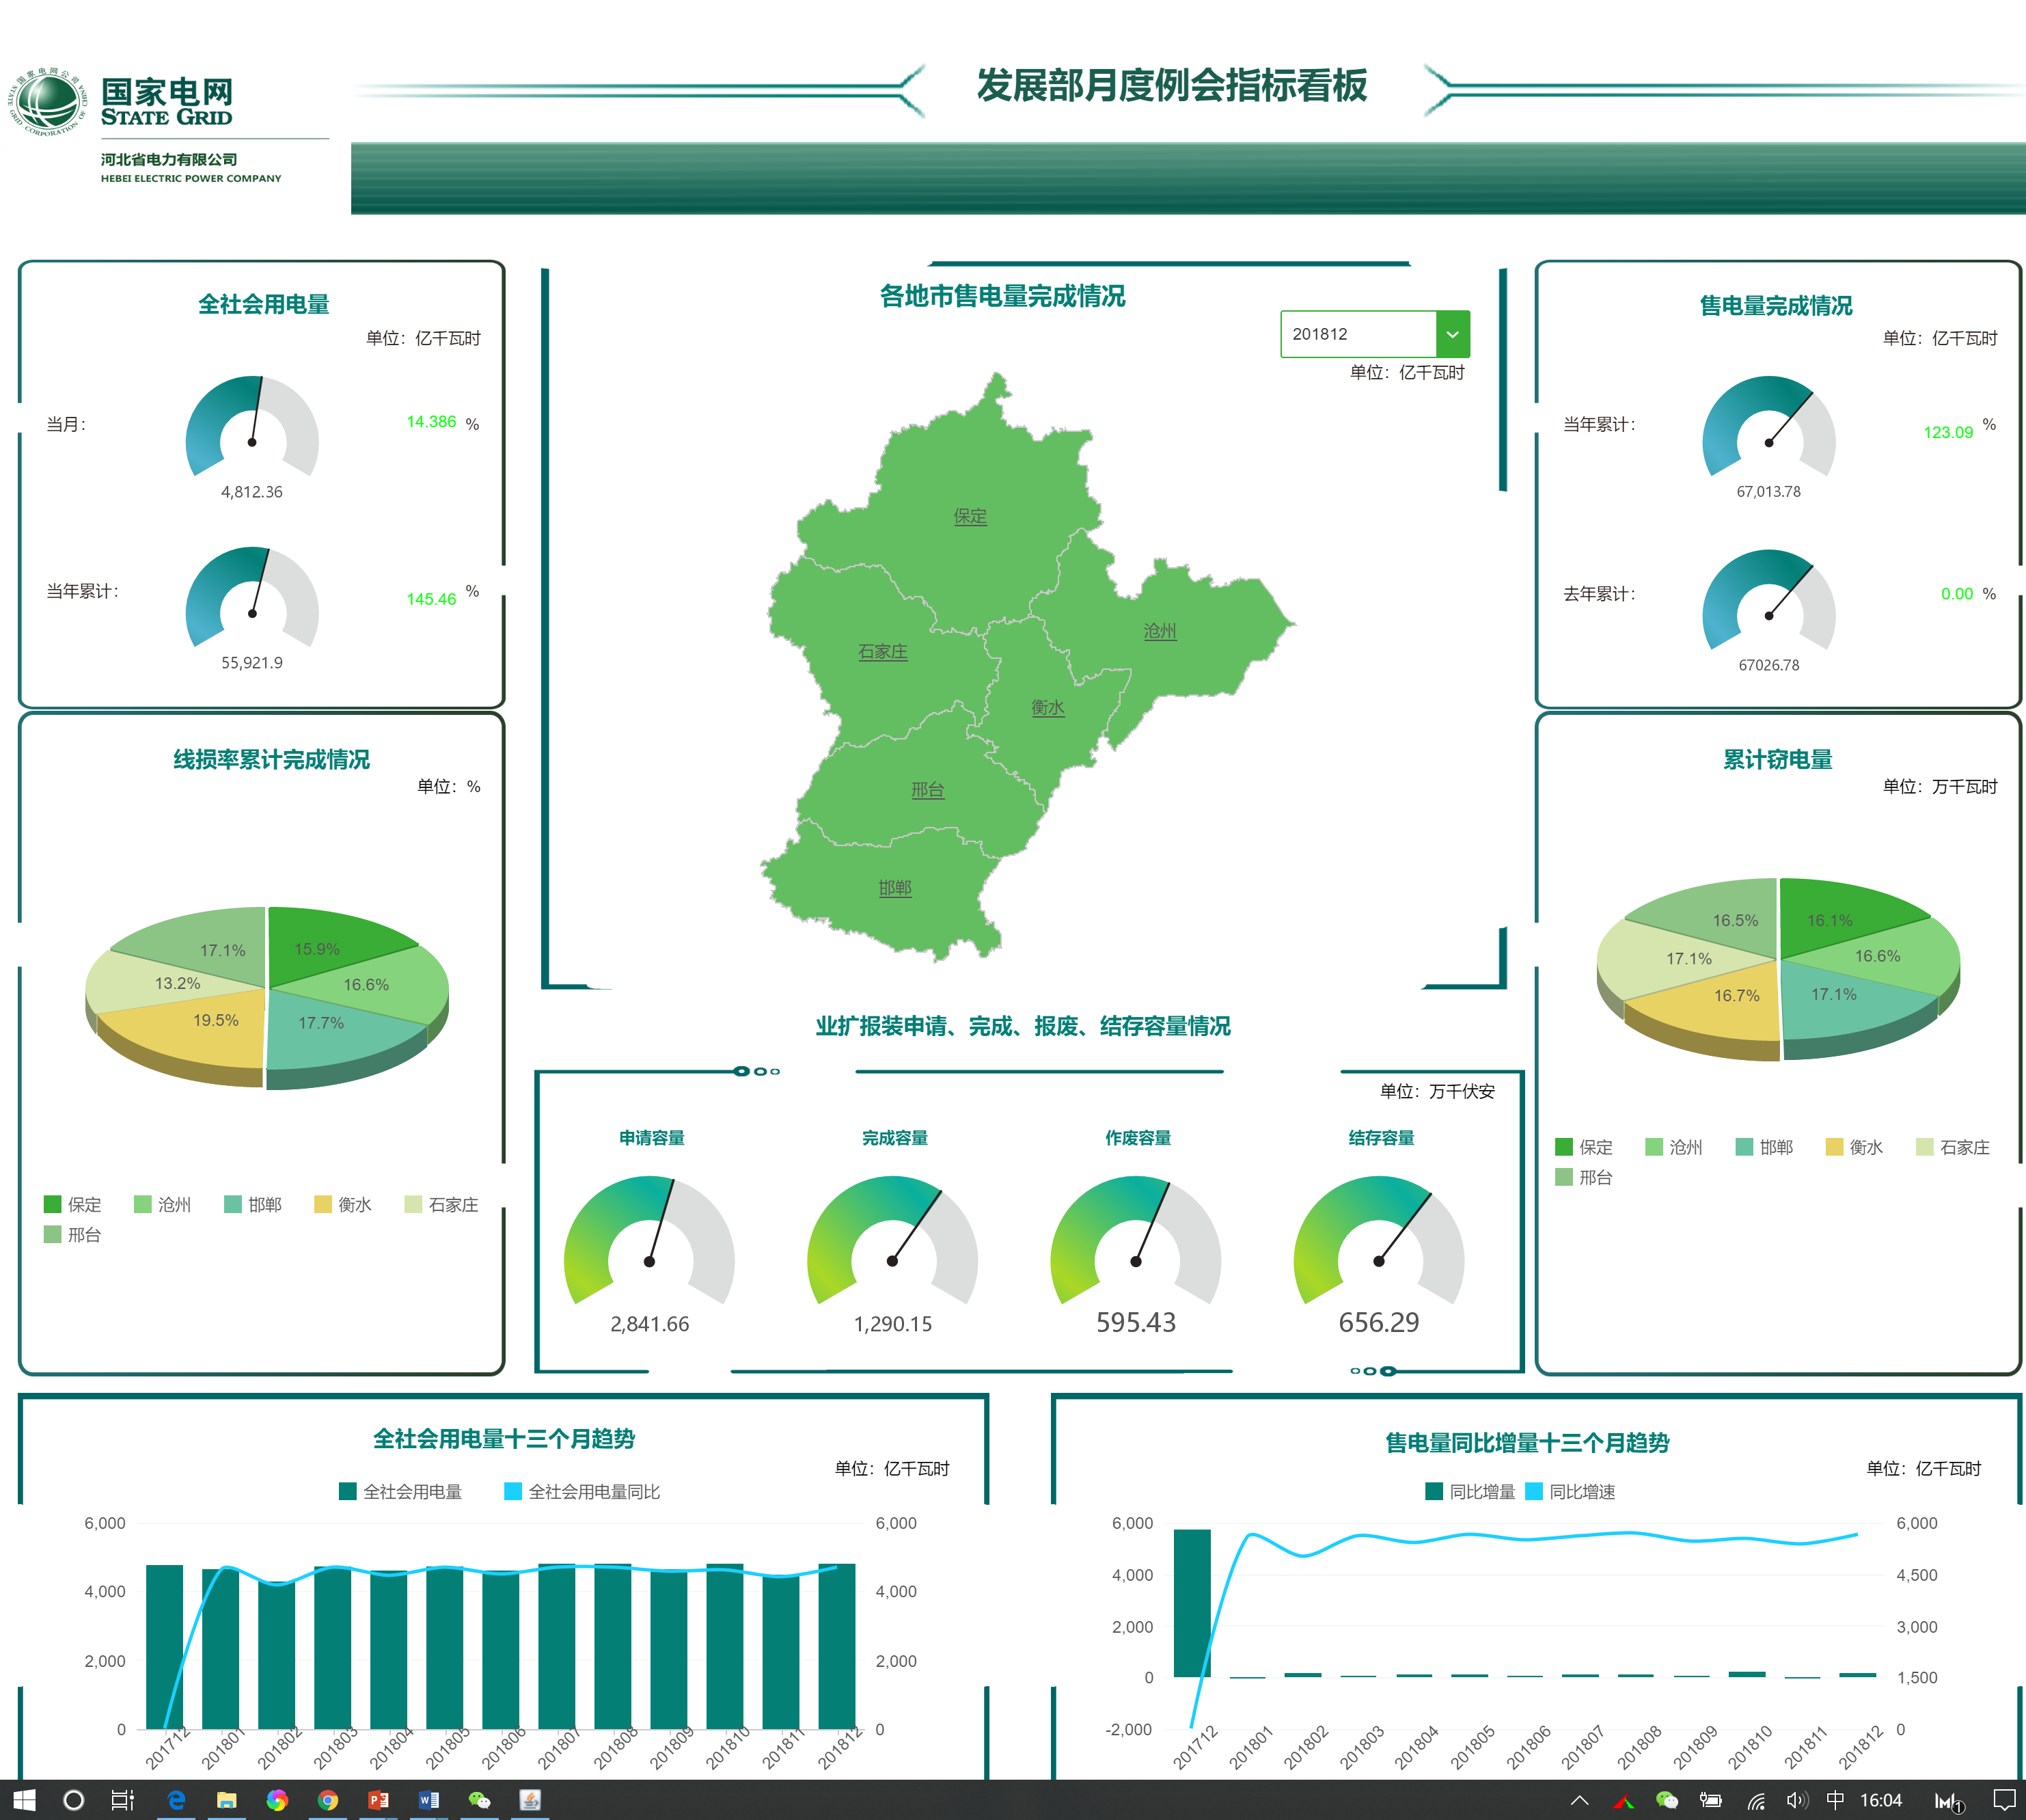 国家电网公司
STATE GRID CORPORATION OF CHINA
国家电网
STATE GRID
河北省电力有限公司
HEBEI ELECTRIC POWER COMPANY
发展部月度例会指标看板
全社会用电量
单位：亿千瓦时
当月：
4,812.36
14.386 %
当年累计：
55,921.9
145.46 %
各地市售电量完成情况
201812
单位：亿千瓦时
保定
沧州
石家庄
衡水
邢台
邯郸
售电量完成情况
单位：亿千瓦时
当年累计：
67,013.78
123.09 %
去年累计：
67026.78
0.00 %
线损率累计完成情况
单位：%
17.1% 15.9%
13.2% 16.6%
19.5% 17.7%
保定 沧州 邯郸 衡水 石家庄
邢台
业扩报装申请、完成、报废、结存容量情况
单位：万千伏安
申请容量 完成容量 作废容量 结存容量
2,841.66 1,290.15 595.43 656.29
累计窃电量
单位：万千瓦时
16.5% 16.1%
17.1% 16.6%
16.7% 17.1%
保定 沧州 邯郸 衡水 石家庄
邢台
全社会用电量十三个月趋势
单位：亿千瓦时
全社会用电量 全社会用电量同比
6,000 6,000
4,000 4,000
2,000 2,000
0 0
201712 201801 201802 201803 201804 201805 201806 201807 201808 201809 201810 201811 201812
售电量同比增量十三个月趋势
单位：亿千瓦时
同比增量 同比增速
6,000 6,000
4,000 4,500
2,000 3,000
0 1,500
-2,000 0
201712 201801 201802 201803 201804 201805 201806 201807 201808 201809 201810 201811 201812
中 16:04 1